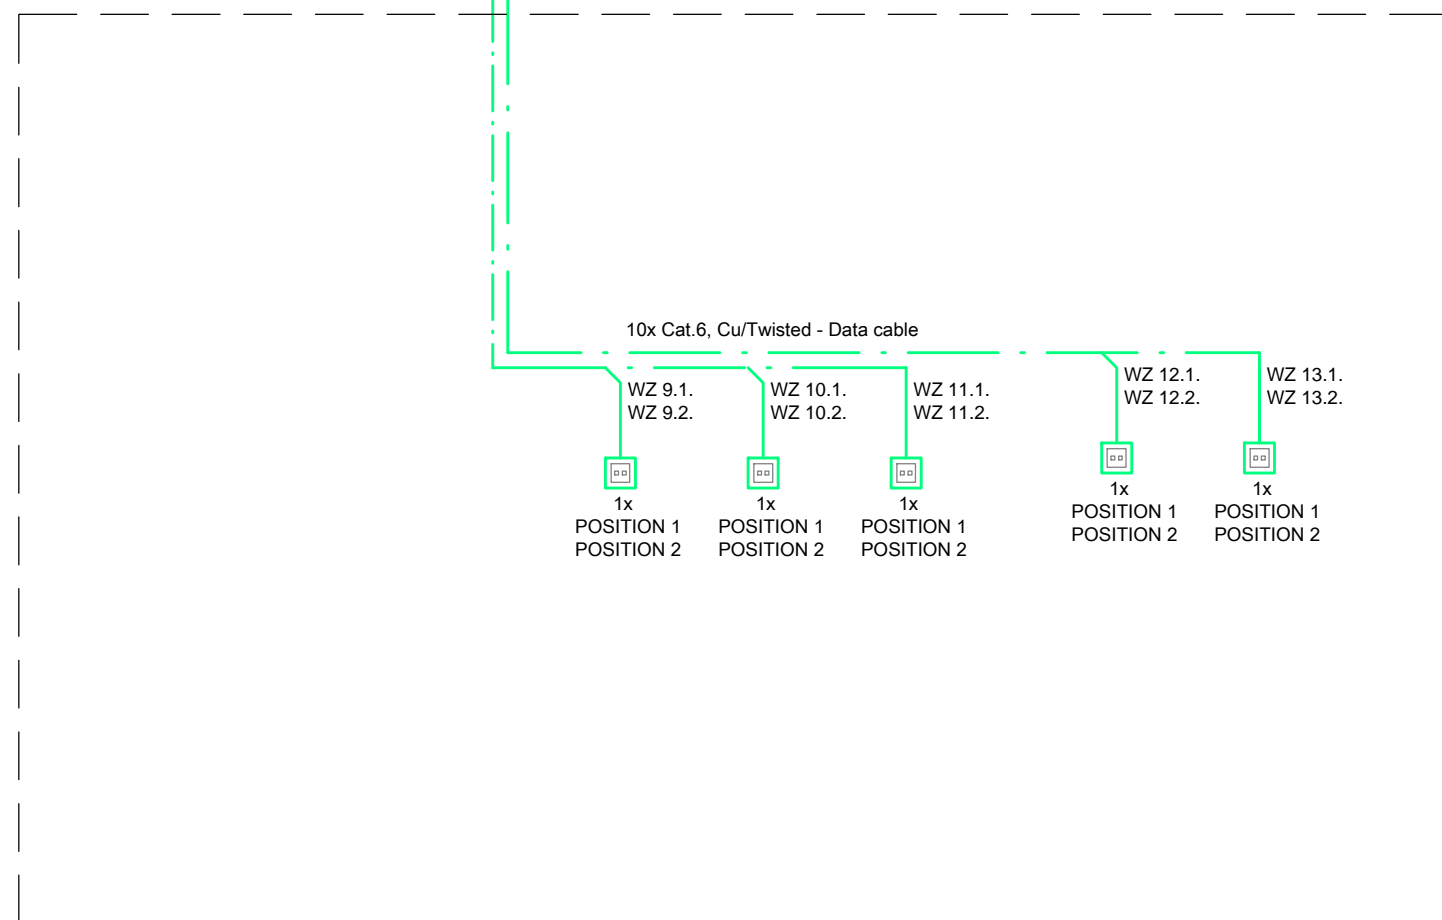 10x Cat.6, Cu/Twisted - Data cable
WZ 9.1.
WZ 9.2.
WZ 10.1.
WZ 10.2.
WZ 11.1.
WZ 11.2.
WZ 12.1.
WZ 12.2.
WZ 13.1.
WZ 13.2.
1x
POSITION 1
POSITION 2
1x
POSITION 1
POSITION 2
1x
POSITION 1
POSITION 2
1x
POSITION 1
POSITION 2
1x
POSITION 1
POSITION 2